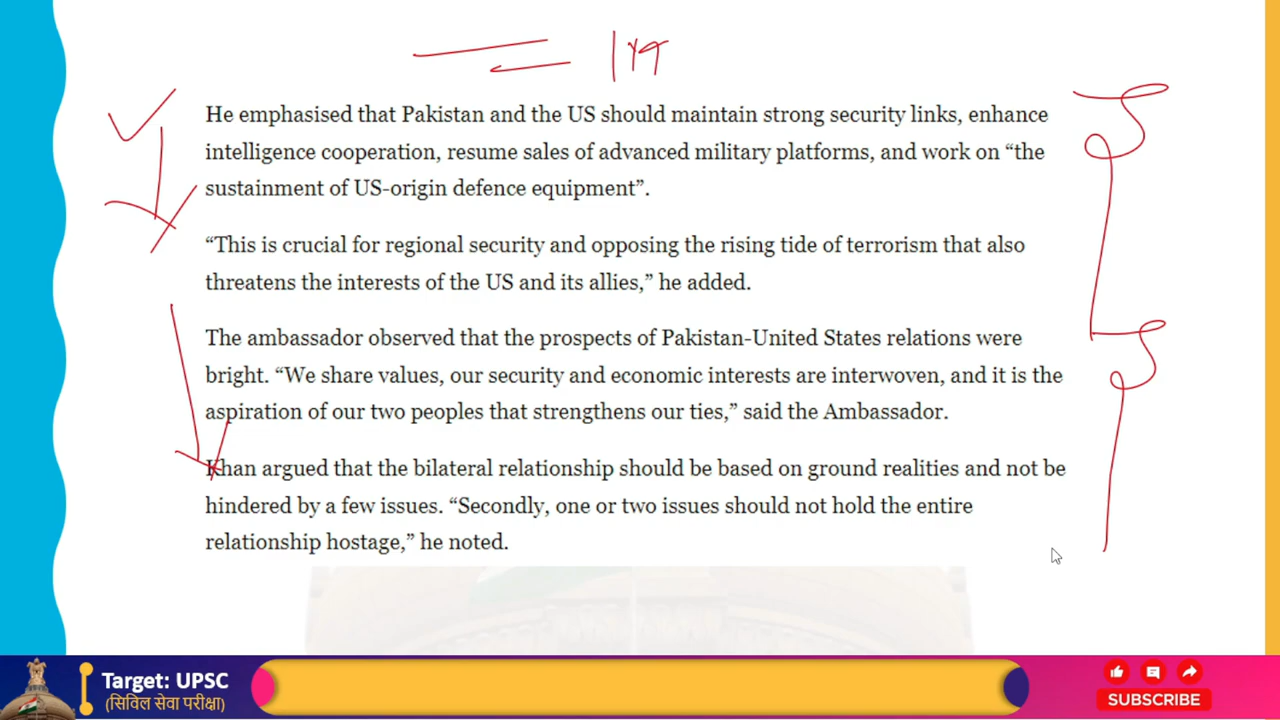 He emphasised that Pakistan and the US should maintain strong security links, enhance
intelligence cooperation, resume sales of advanced military platforms, and work on “the
sustainment of US-origin defence equipment”.
“This is crucial for regional security and opposing the rising tide of terrorism that also
threatens the interests of the US and its allies,” he added.
The ambassador observed that the prospects of Pakistan-United States relations were
bright. “We share values, our security and economic interests are interwoven, and it is the
aspiration of our two peoples that strengthens our ties,” said the Ambassador.
Khan argued that the bilateral relationship should be based on ground realities and not be
hindered by a few issues. “Secondly, one or two issues should not hold the entire
relationship hostage,” he noted.
Target: UPSC
(सिविल सेवा परीक्षा)
SUBSCRIBE